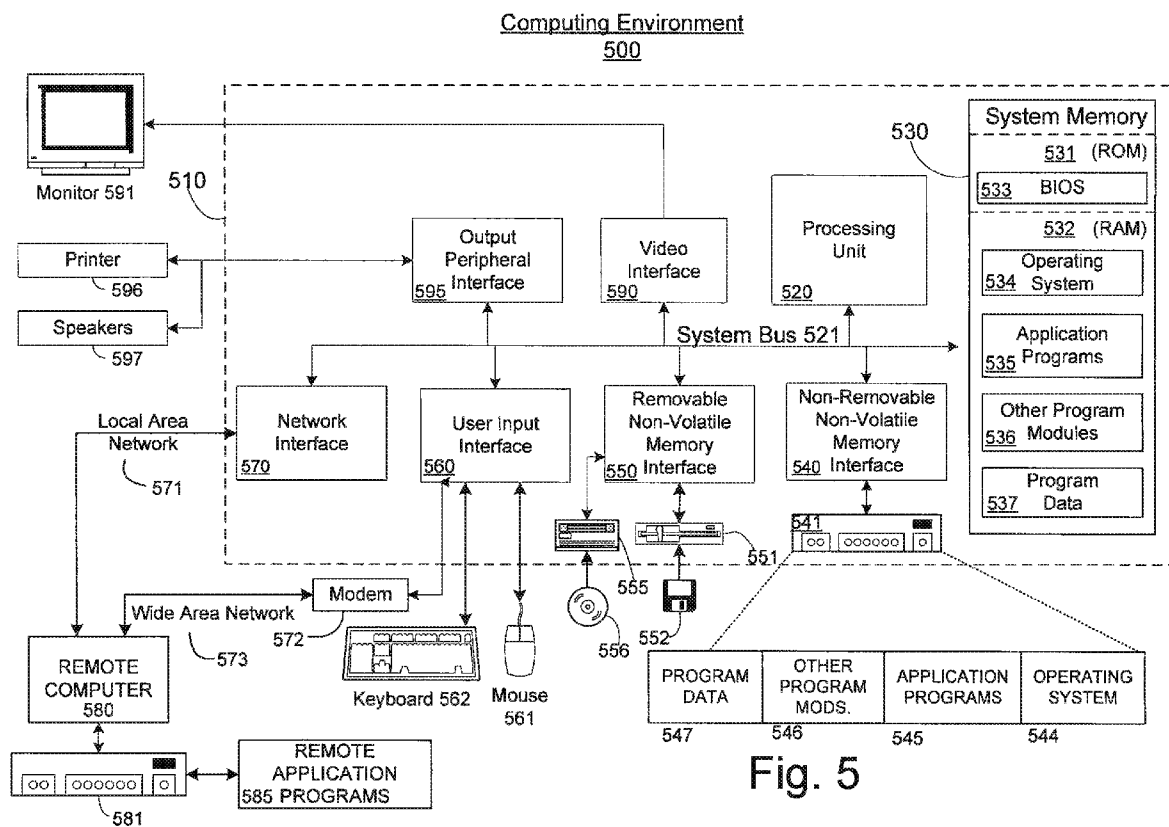 Computing Environment
500
Monitor 591
510
530
System Memory
531 (ROM)
533 BIOS
532 (RAM)
534 Operating System
535 Application Programs
536 Other Program Modules
537 Program Data
Printer
596
Speakers
597
Output
Peripheral
595 Interface
Video
Interface
590
Processing
Unit
520
System Bus 521
Local Area
Network
571
Network
Interface
570
User Input
Interface
560
Removable
Non-Volatile
Memory
550 Interface
Non-Removable
Non-Volatile
Memory
540 Interface
541
551
555
552
556
Modem
572
Wide Area Network
573
Keyboard 562
Mouse
561
REMOTE
COMPUTER
580
581
REMOTE
APPLICATION
585 PROGRAMS
PROGRAM
DATA
547
OTHER
PROGRAM
MODS.
546
APPLICATION
PROGRAMS
545
OPERATING
SYSTEM
544
Fig. 5